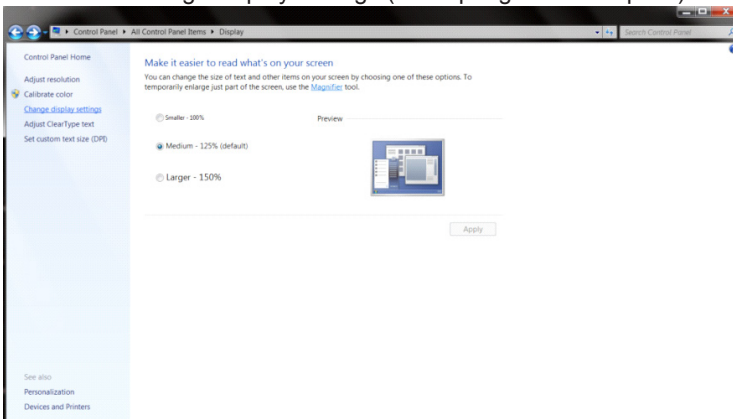 Control Panel ▸ All Control Panel Items ▸ Display
Search Control Panel
Control Panel Home
Adjust resolution
Calibrate color
Change display settings
Adjust ClearType text
Set custom text size (DPI)
Make it easier to read what's on your screen
You can change the size of text and other items on your screen by choosing one of these options. To
temporarily enlarge just part of the screen, use the Magnifier tool.
Smaller - 100%
Preview
Medium - 125% (default)
Larger - 150%
Apply
See also
Personalization
Devices and Printers